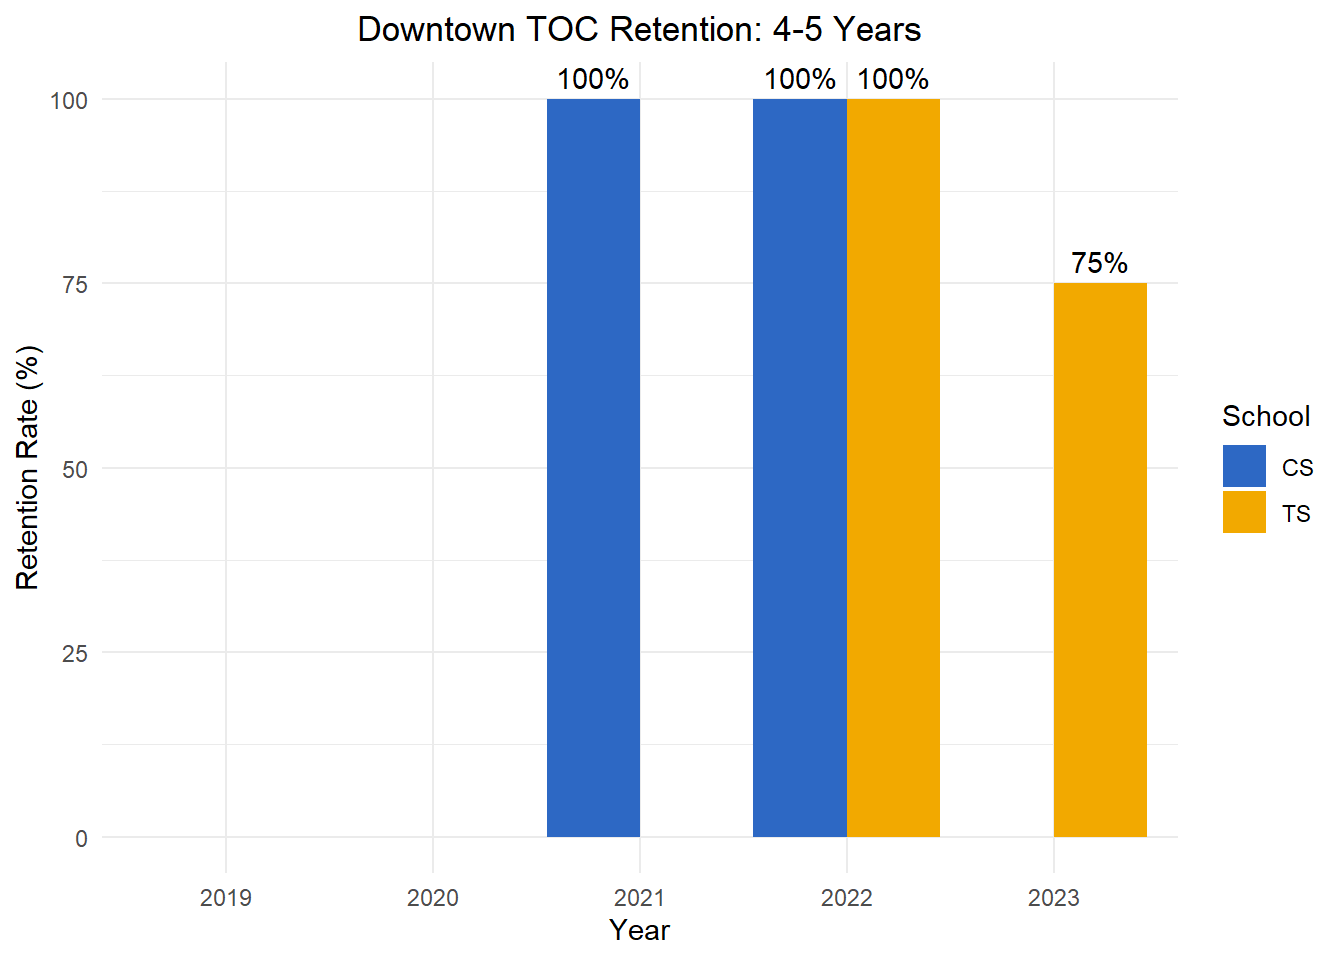 Downtown TOC Retention: 4-5 Years
100%
100%
100%
75%
100
75
50
25
0
Retention Rate (%)
2019
2020
2021
2022
2023
Year
School
CS
TS